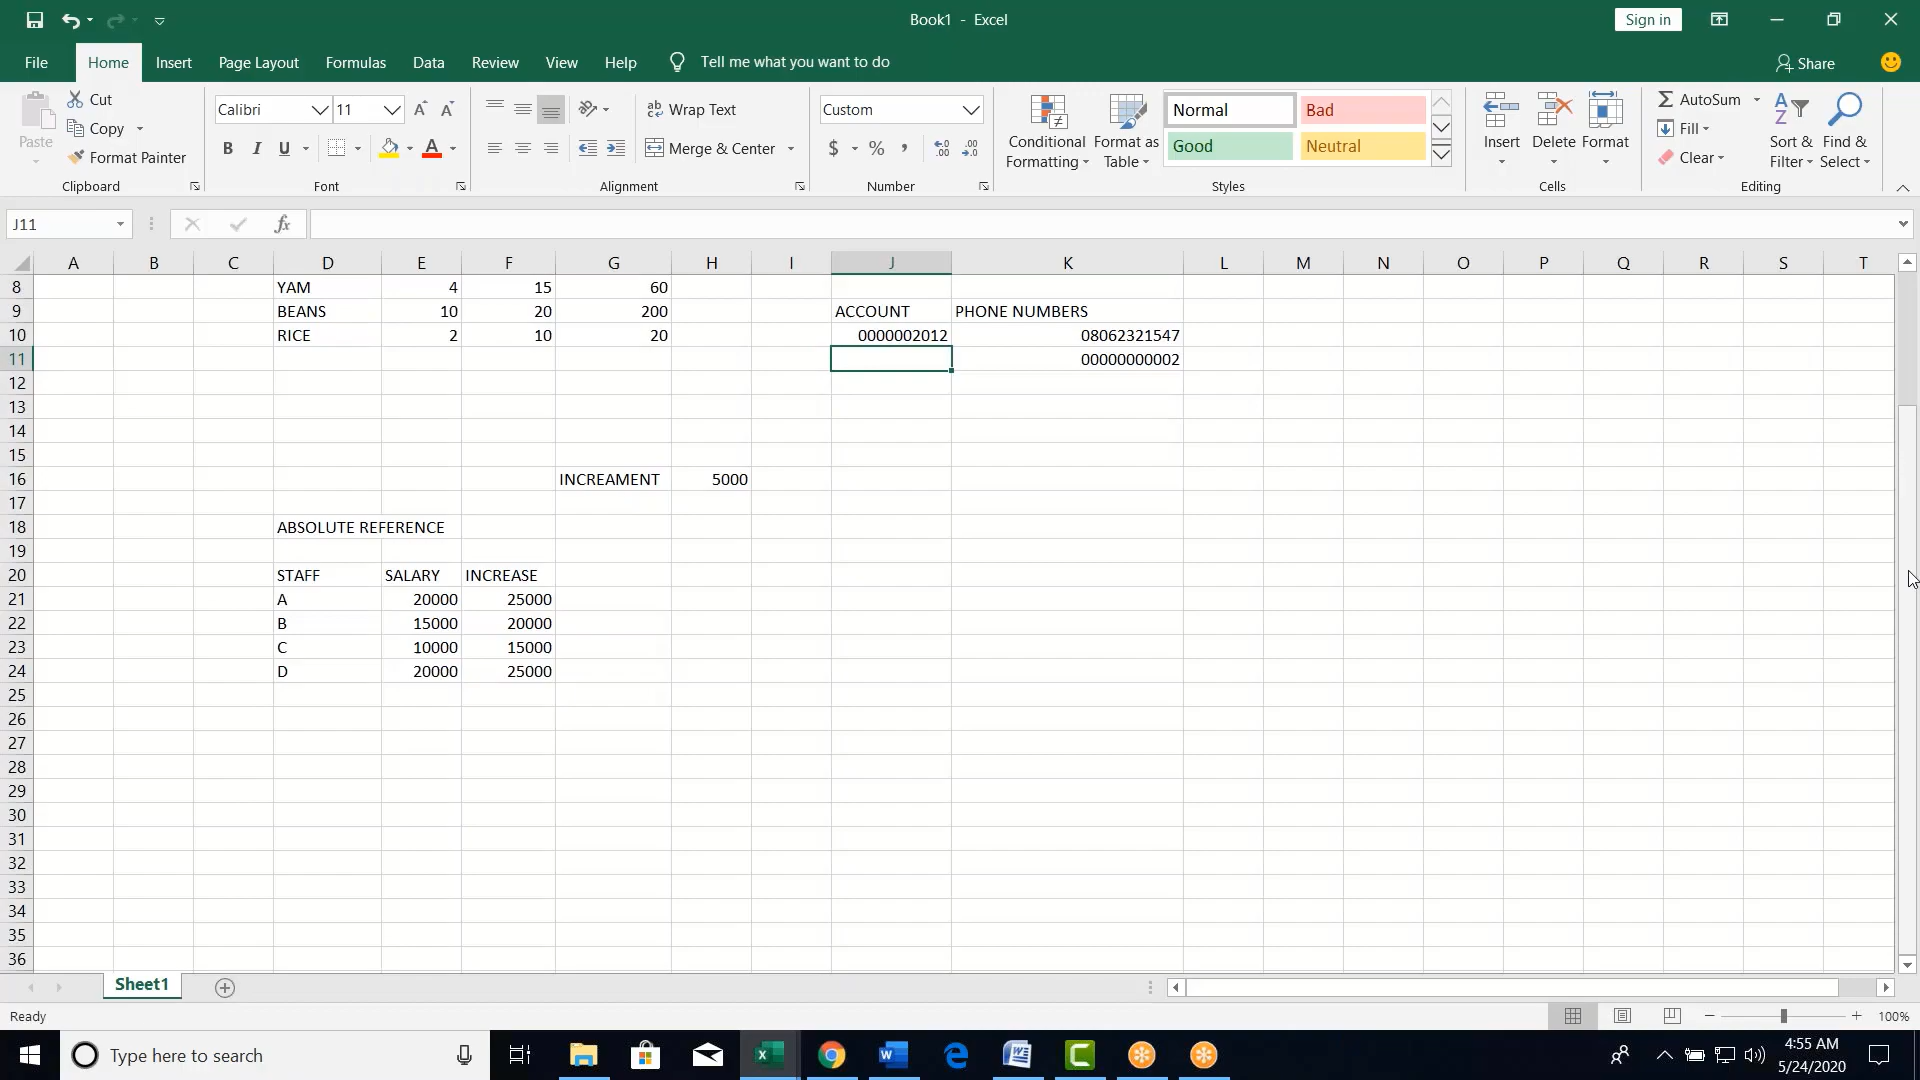 Book1 - Excel
Sign in
File Home Insert Page Layout Formulas Data Review View Help Tell me what you want to do Share
Paste
Cut
Copy
Format Painter
Clipboard
Calibri 11 A A
B I U A
Font
Wrap Text
Merge & Center
Alignment
Custom
$ % , .0 .00
Number
Conditional Formatting
Format as Table
Normal Bad
Good Neutral
Styles
Insert Delete Format
Cells
AutoSum
Fill
Clear
Sort & Filter
Find & Select
Editing
J11 fx
A B C D E F G H I J K L M N O P Q R S T
8 YAM 4 15 60
9 BEANS 10 20 200 ACCOUNT PHONE NUMBERS
10 RICE 2 10 20 0000002012 08062321547
11 00000000002
12
13
14
15
16 INCREAMENT 5000
17
18 ABSOLUTE REFERENCE
19
20 STAFF SALARY INCREASE
21 A 20000 25000
22 B 15000 20000
23 C 10000 15000
24 D 20000 25000
25
26
27
28
29
30
31
32
33
34
35
36
Sheet1
Ready 100%
Type here to search
4:55 AM
5/24/2020